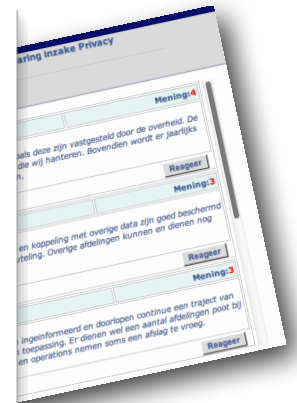 aring inzake Privacy
Mening:4
oals deze zijn vastgesteld door de overheid. De
die wij hanteren. Bovendien wordt er jaarlijks
n.
Reageer
Mening:3
en koppeling met overige data zijn goed beschermd
uteling. Overige afdelingen kunnen en dienen nog
Reageer
Mening:3
ingeinformeerd en doorlopen continue een traject van
toepassing. Er dienen wel een aantal afdelingen poot bij
en operations nemen soms een afslag te vroeg.
Reageer